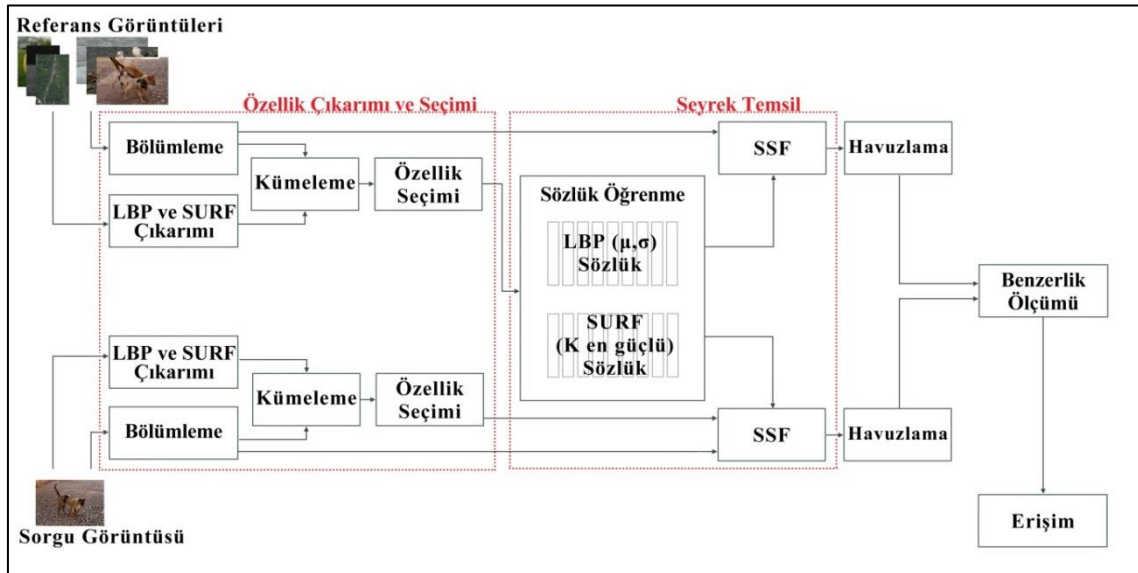 Referans Görüntüleri
Özellik Çıkarımı ve Seçimi
Seyrek Temsil
Bölümleme
Kümeleme
Özellik
Seçimi
LBP ve SURF
Çıkarımı
Sözlük Öğrenme
LBP (μ,σ)
Sözlük
SURF
(K en güçlü)
Sözlük
SSF
Havuzlama
Benzerlik
Ölçümü
LBP ve SURF
Çıkarımı
Kümeleme
Özellik
Seçimi
Bölümleme
SSF
Havuzlama
Erişim
Sorgu Görüntüsü